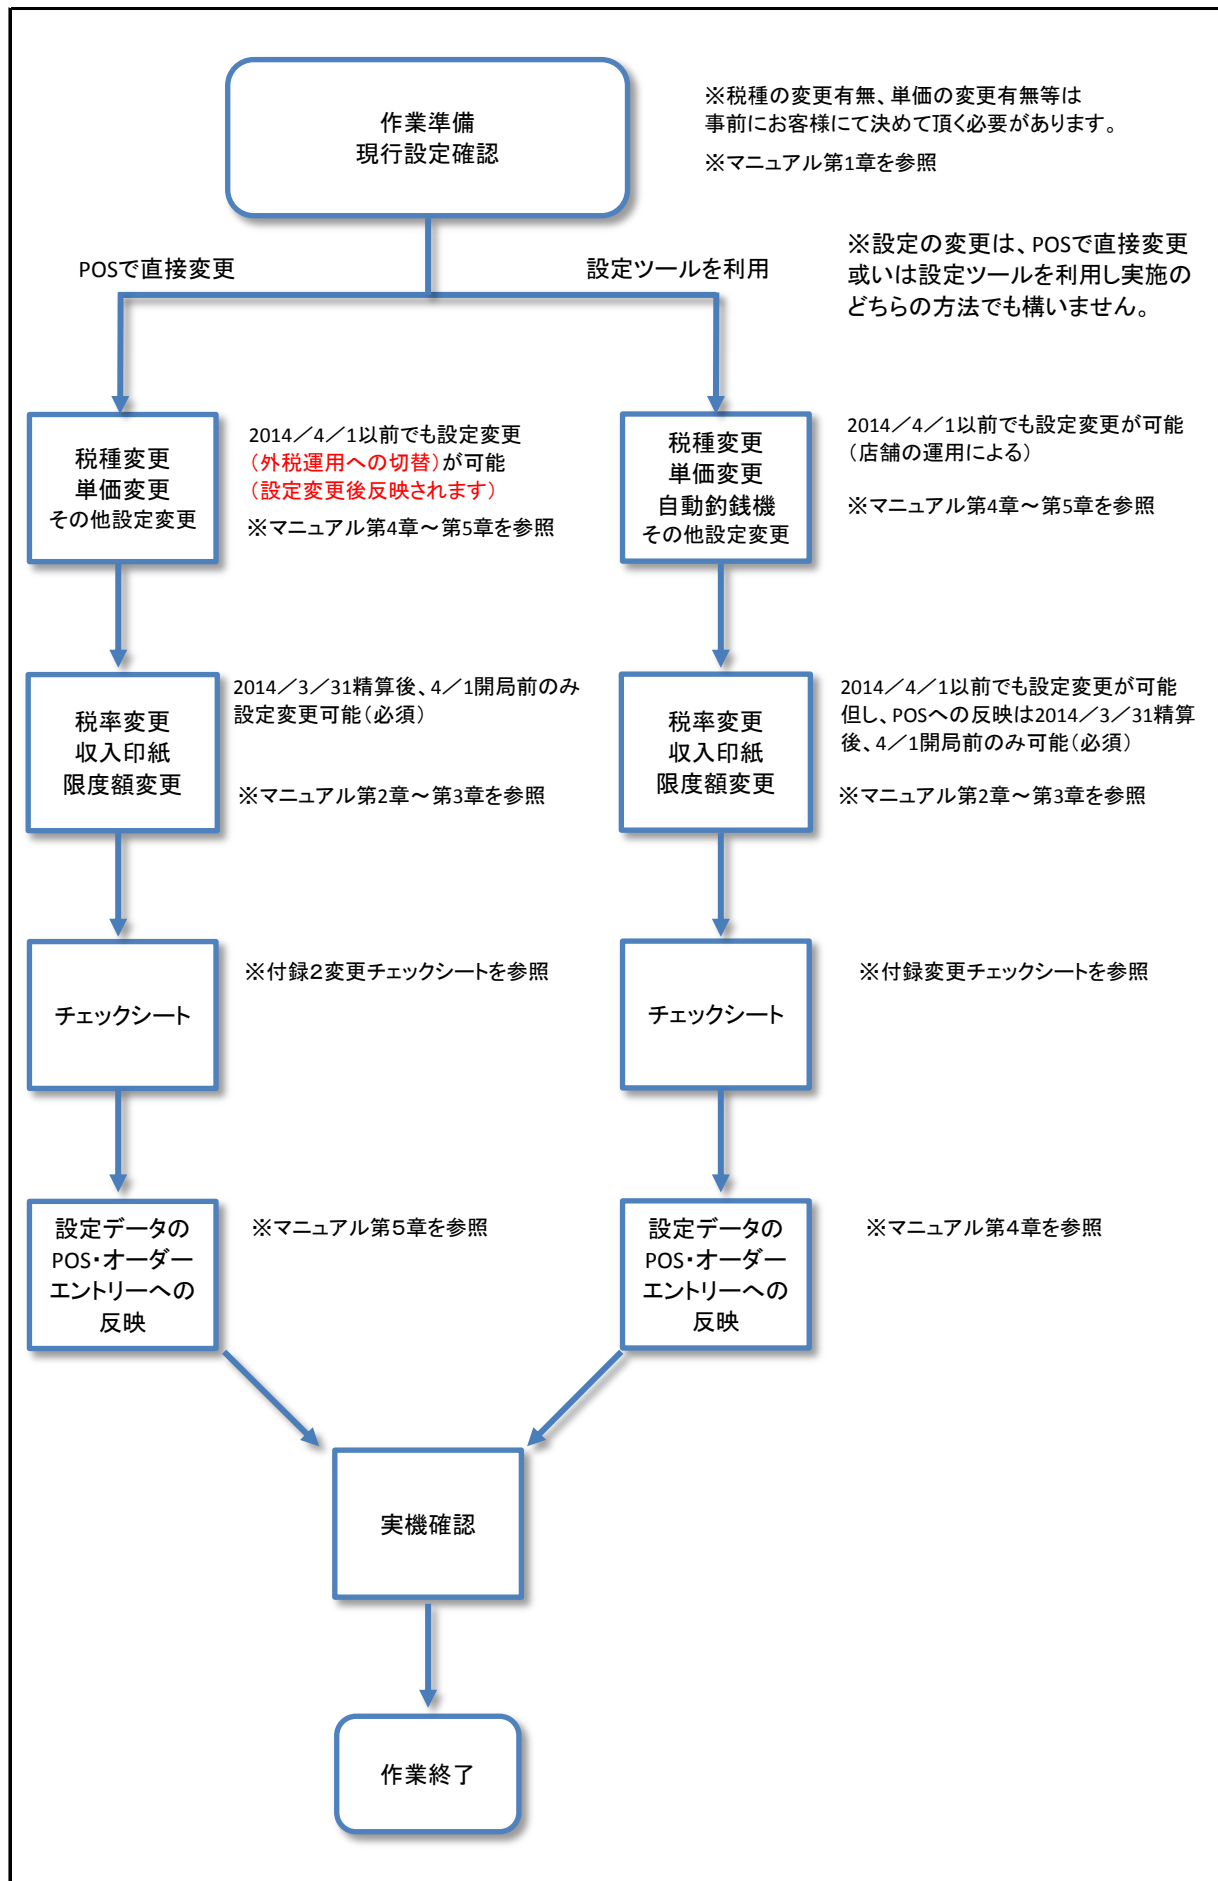 作業準備
現行設定確認
※税種の変更有無、単価の変更有無等は
事前にお客様にて決めて頂く必要があります。
※マニュアル第1章を参照
POSで直接変更
設定ツールを利用
※設定の変更は、POSで直接変更
或いは設定ツールを利用し実施の
どちらの方法でも構いません。
税種変更
単価変更
その他設定変更
2014／4／1以前でも設定変更
（外税運用への切替）が可能
（設定変更後反映されます）
※マニュアル第4章～第5章を参照
税種変更
単価変更
自動釣銭機
その他設定変更
2014／4／1以前でも設定変更が可能
（店舗の運用による）
※マニュアル第4章～第5章を参照
税率変更
収入印紙
限度額変更
2014／3／31精算後、4／1開局前のみ
設定変更可能（必須）
※マニュアル第2章～第3章を参照
税率変更
収入印紙
限度額変更
2014／4／1以前でも設定変更が可能
但し、POSへの反映は2014／3／31精算
後、4／1開局前のみ可能（必須）
※マニュアル第2章～第3章を参照
チェックシート
※付録２変更チェックシートを参照
チェックシート
※付録変更チェックシートを参照
設定データの
POS・オーダー
エントリーへの
反映
※マニュアル第５章を参照
設定データの
POS・オーダー
エントリーへの
反映
※マニュアル第４章を参照
実機確認
作業終了